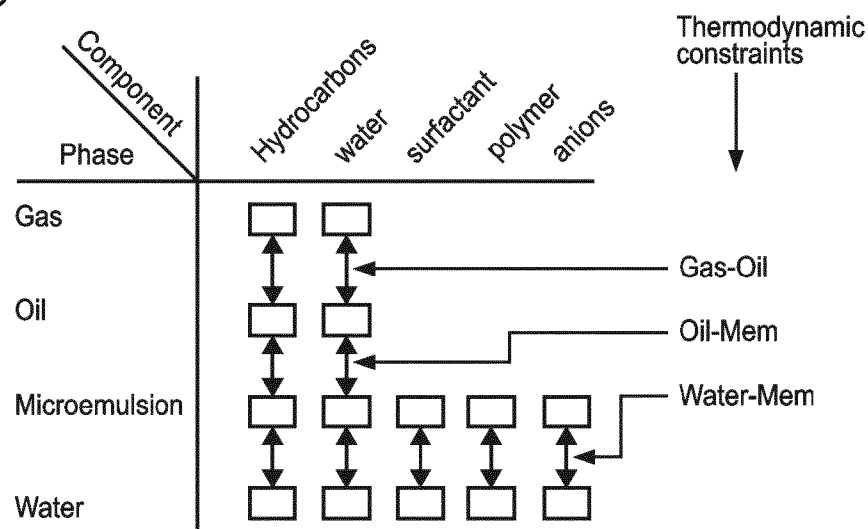 Thermodynamic
constraints
Component
Phase
Hydrocarbons
water
surfactant
polymer
anions
Gas
Gas-Oil
Oil
Oil-Mem
Microemulsion
Water-Mem
Water